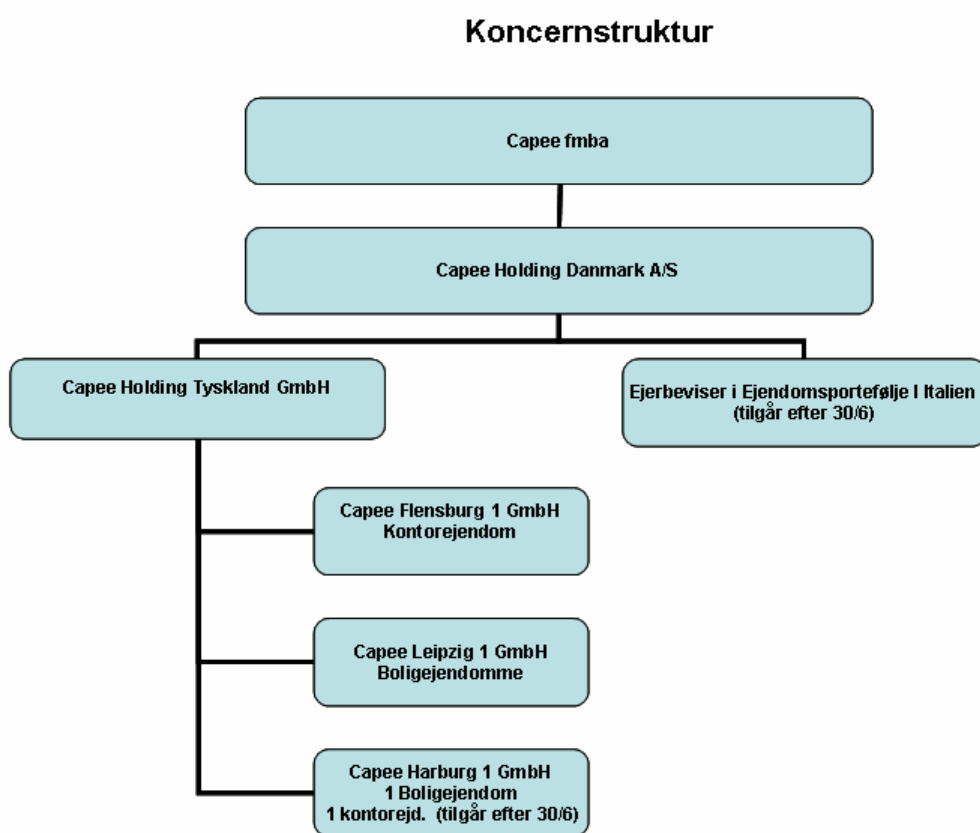 Koncernstruktur
Capee fmba
Capee Holding Danmark A/S
Capee Holding Tyskland GmbH
Ejerbeviser i Ejendomsportefølje I Italien
(tilgår efter 30/6)
Capee Flensburg 1 GmbH
Kontorejendom
Capee Leipzig 1 GmbH
Boligejendomme
Capee Harburg 1 GmbH
1 Boligejendom
1 kontorejd. (tilgår efter 30/6)